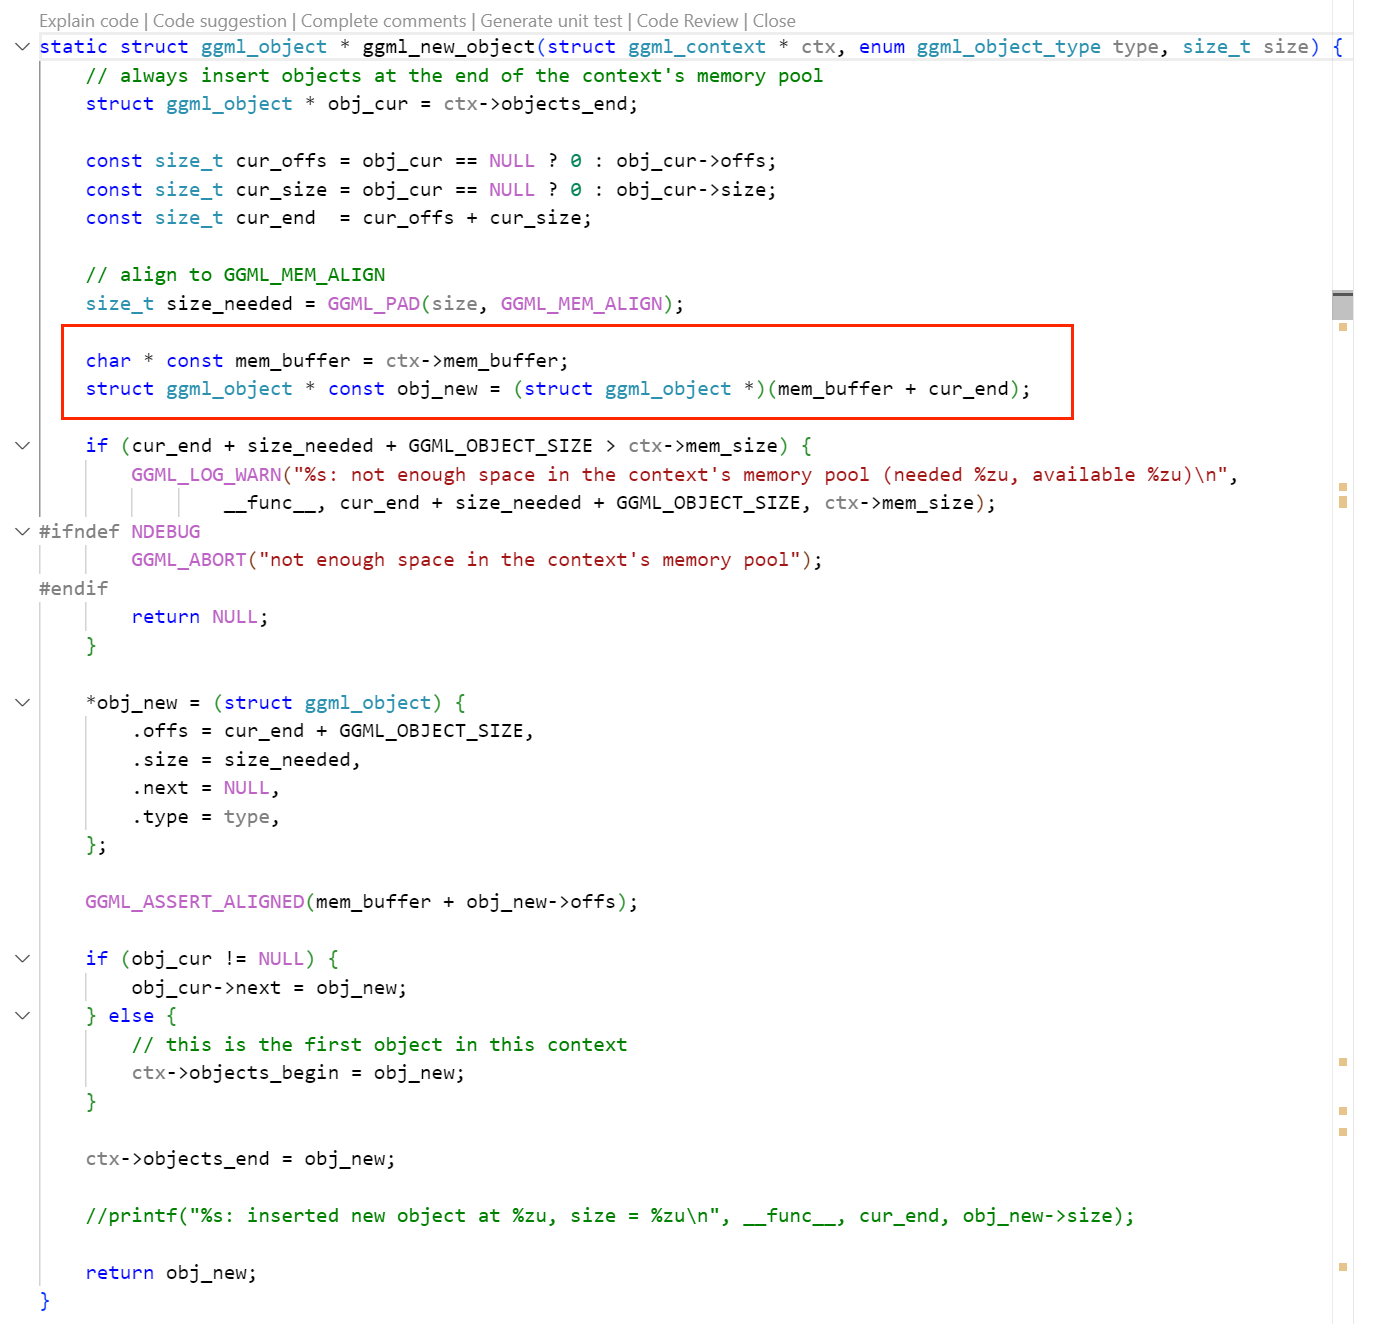 Explain code | Code suggestion | Complete comments | Generate unit test | Code Review | Close
static struct ggml_object * ggml_new_object(struct ggml_context * ctx, enum ggml_object_type type, size_t size) {
    // always insert objects at the end of the context's memory pool
    struct ggml_object * obj_cur = ctx->objects_end;

    const size_t cur_offs = obj_cur == NULL ? 0 : obj_cur->offs;
    const size_t cur_size = obj_cur == NULL ? 0 : obj_cur->size;
    const size_t cur_end  = cur_offs + cur_size;

    // align to GGML_MEM_ALIGN
    size_t size_needed = GGML_PAD(size, GGML_MEM_ALIGN);

    char * const mem_buffer = ctx->mem_buffer;
    struct ggml_object * const obj_new = (struct ggml_object *)(mem_buffer + cur_end);

    if (cur_end + size_needed + GGML_OBJECT_SIZE > ctx->mem_size) {
        GGML_LOG_WARN("%s: not enough space in the context's memory pool (needed %zu, available %zu)\n",
                __func__, cur_end + size_needed + GGML_OBJECT_SIZE, ctx->mem_size);
#ifndef NDEBUG
        GGML_ABORT("not enough space in the context's memory pool");
#endif
        return NULL;
    }

    *obj_new = (struct ggml_object) {
        .offs = cur_end + GGML_OBJECT_SIZE,
        .size = size_needed,
        .next = NULL,
        .type = type,
    };

    GGML_ASSERT_ALIGNED(mem_buffer + obj_new->offs);

    if (obj_cur != NULL) {
        obj_cur->next = obj_new;
    } else {
        // this is the first object in this context
        ctx->objects_begin = obj_new;
    }

    ctx->objects_end = obj_new;

    //printf("%s: inserted new object at %zu, size = %zu\n", __func__, cur_end, obj_new->size);

    return obj_new;
}